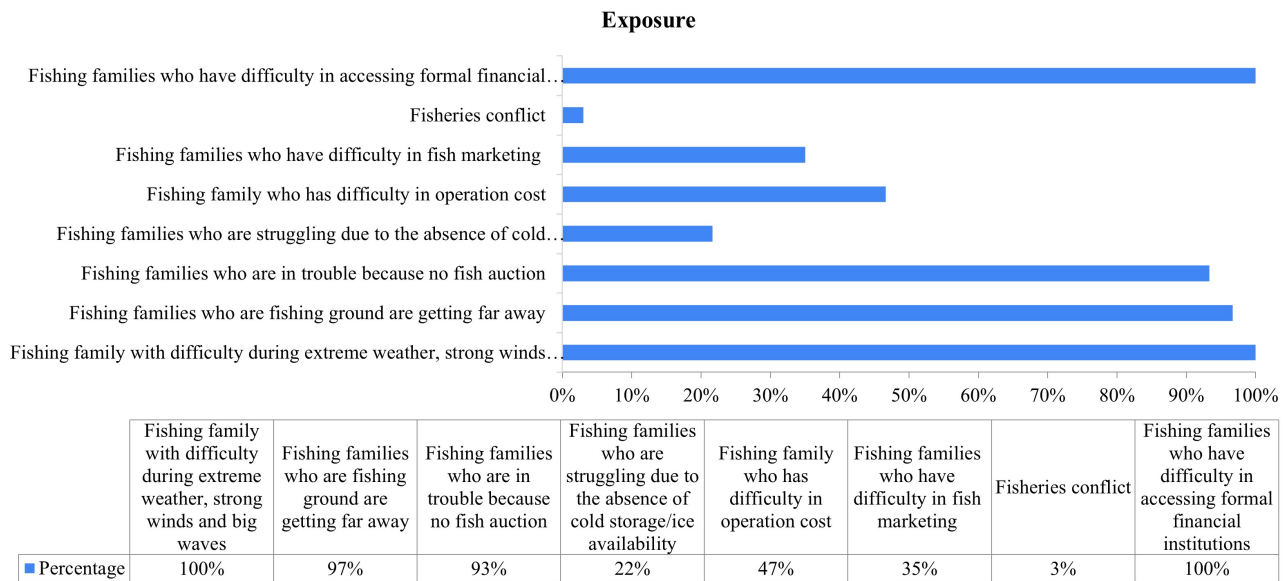 Exposure
Fishing families who have difficulty in accessing formal financial…
Fisheries conflict
Fishing families who have difficulty in fish marketing
Fishing family who has difficulty in operation cost
Fishing families who are struggling due to the absence of cold…
Fishing families who are in trouble because no fish auction
Fishing families who are fishing ground are getting far away
Fishing family with difficulty during extreme weather, strong winds…
0% 10% 20% 30% 40% 50% 60% 70% 80% 90% 100%
Fishing family
with difficulty
during extreme
weather, strong
winds and big
waves
Fishing families
who are fishing
ground are
getting far away
Fishing families
who are in
trouble because
no fish auction
Fishing families
who are
struggling due to
the absence of
cold storage/ice
availability
Fishing family
who has
difficulty in
operation cost
Fishing families
who have
difficulty in fish
marketing
Fisheries conflict
Fishing families
who have
difficulty in
accessing formal
financial
institutions
Percentage 100% 97% 93% 22% 47% 35% 3% 100%